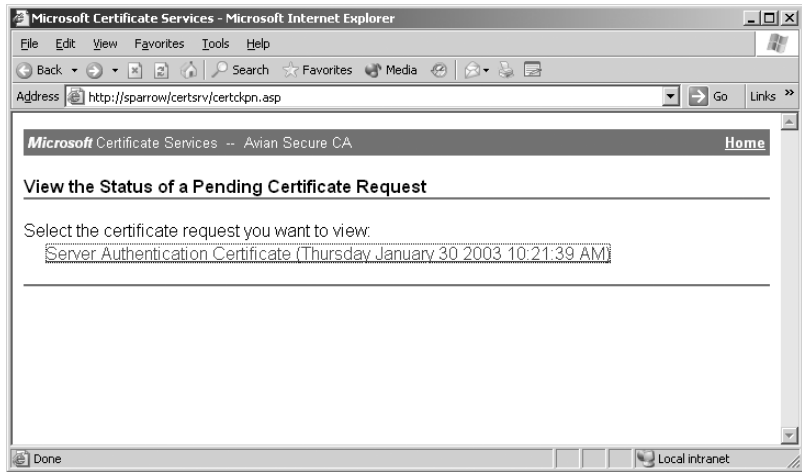 Microsoft Certificate Services - Microsoft Internet Explorer
File Edit View Favorites Tools Help
Back Search Favorites Media
Address http://sparrow/certsrv/certckpn.asp Go Links »
Microsoft Certificate Services -- Avian Secure CA Home
View the Status of a Pending Certificate Request
Select the certificate request you want to view:
Server Authentication Certificate (Thursday January 30 2003 10:21:39 AM)
Done Local intranet